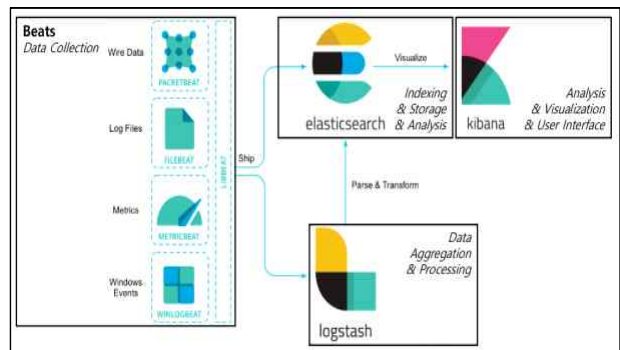 Beats
Data Collection
Wire Data
PACKETBEAT
Log Files
FILEBEAT
Metrics
METRICBEAT
Windows
Events
WINLOGBEAT
LIBBEAT
Ship
elasticsearch
Indexing
& Storage
& Analysis
Visualize
kibana
Analysis
& Visualization
& User Interface
Parse & Transform
logstash
Data
Aggregation
& Processing